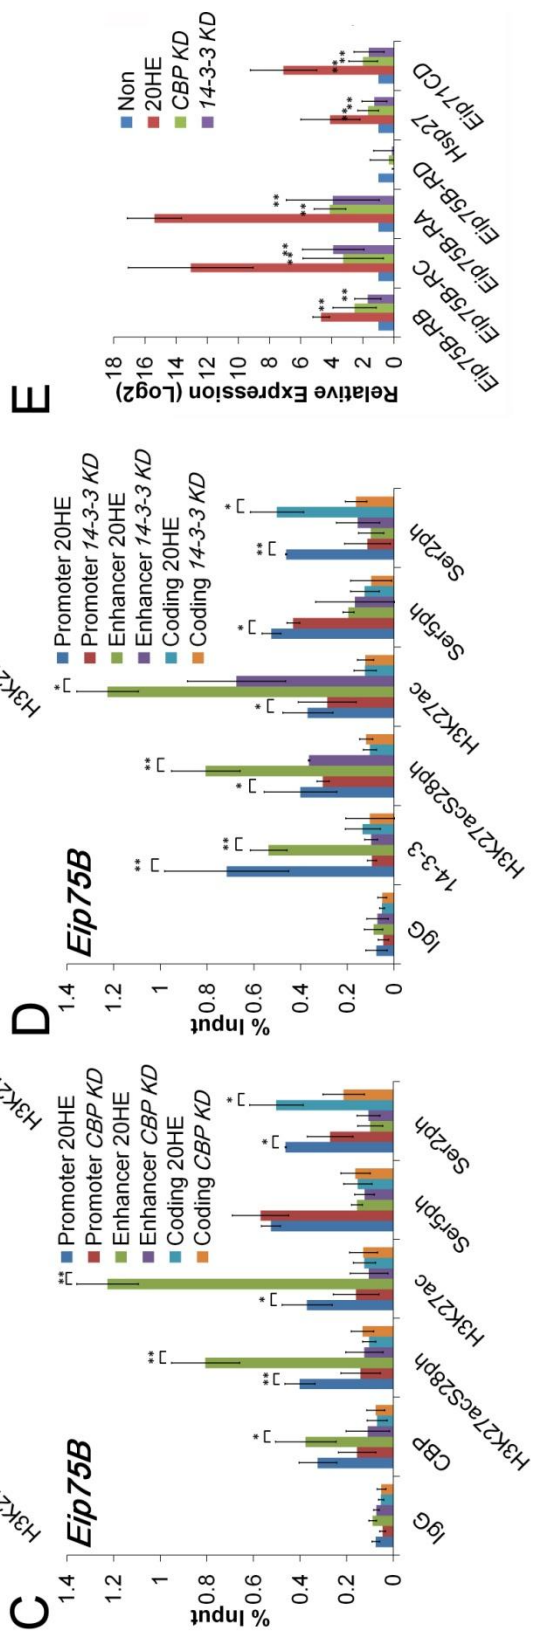 H3K27
H3K27
H3K27
C
Eip75B
Promoter 20HE
Promoter CBP KD
Enhancer 20HE
Enhancer CBP KD
Coding 20HE
Coding CBP KD
% Input
1.4
1.2
1
0.8
0.6
0.4
0.2
0
*
**
**
*
**
*
*
IgG
CBP
H3K27acS28ph
H3K27ac
Ser5ph
Ser2ph
D
Eip75B
Promoter 20HE
Promoter 14-3-3 KD
Enhancer 20HE
Enhancer 14-3-3 KD
Coding 20HE
Coding 14-3-3 KD
% Input
1.4
1.2
1
0.8
0.6
0.4
0.2
0
**
**
*
**
*
*
*
**
*
IgG
14-3-3
H3K27acS28ph
H3K27ac
Ser5ph
Ser2ph
E
Non
20HE
CBP KD
14-3-3 KD
Relative Expression (Log2)
18
16
14
12
10
8
6
4
2
0
**
**
**
**
**
**
**
**
**
**
**
Eip75B-RB
Eip75B-RC
Eip75B-RA
Eip75B-RD
Hsp27
Eip71CD